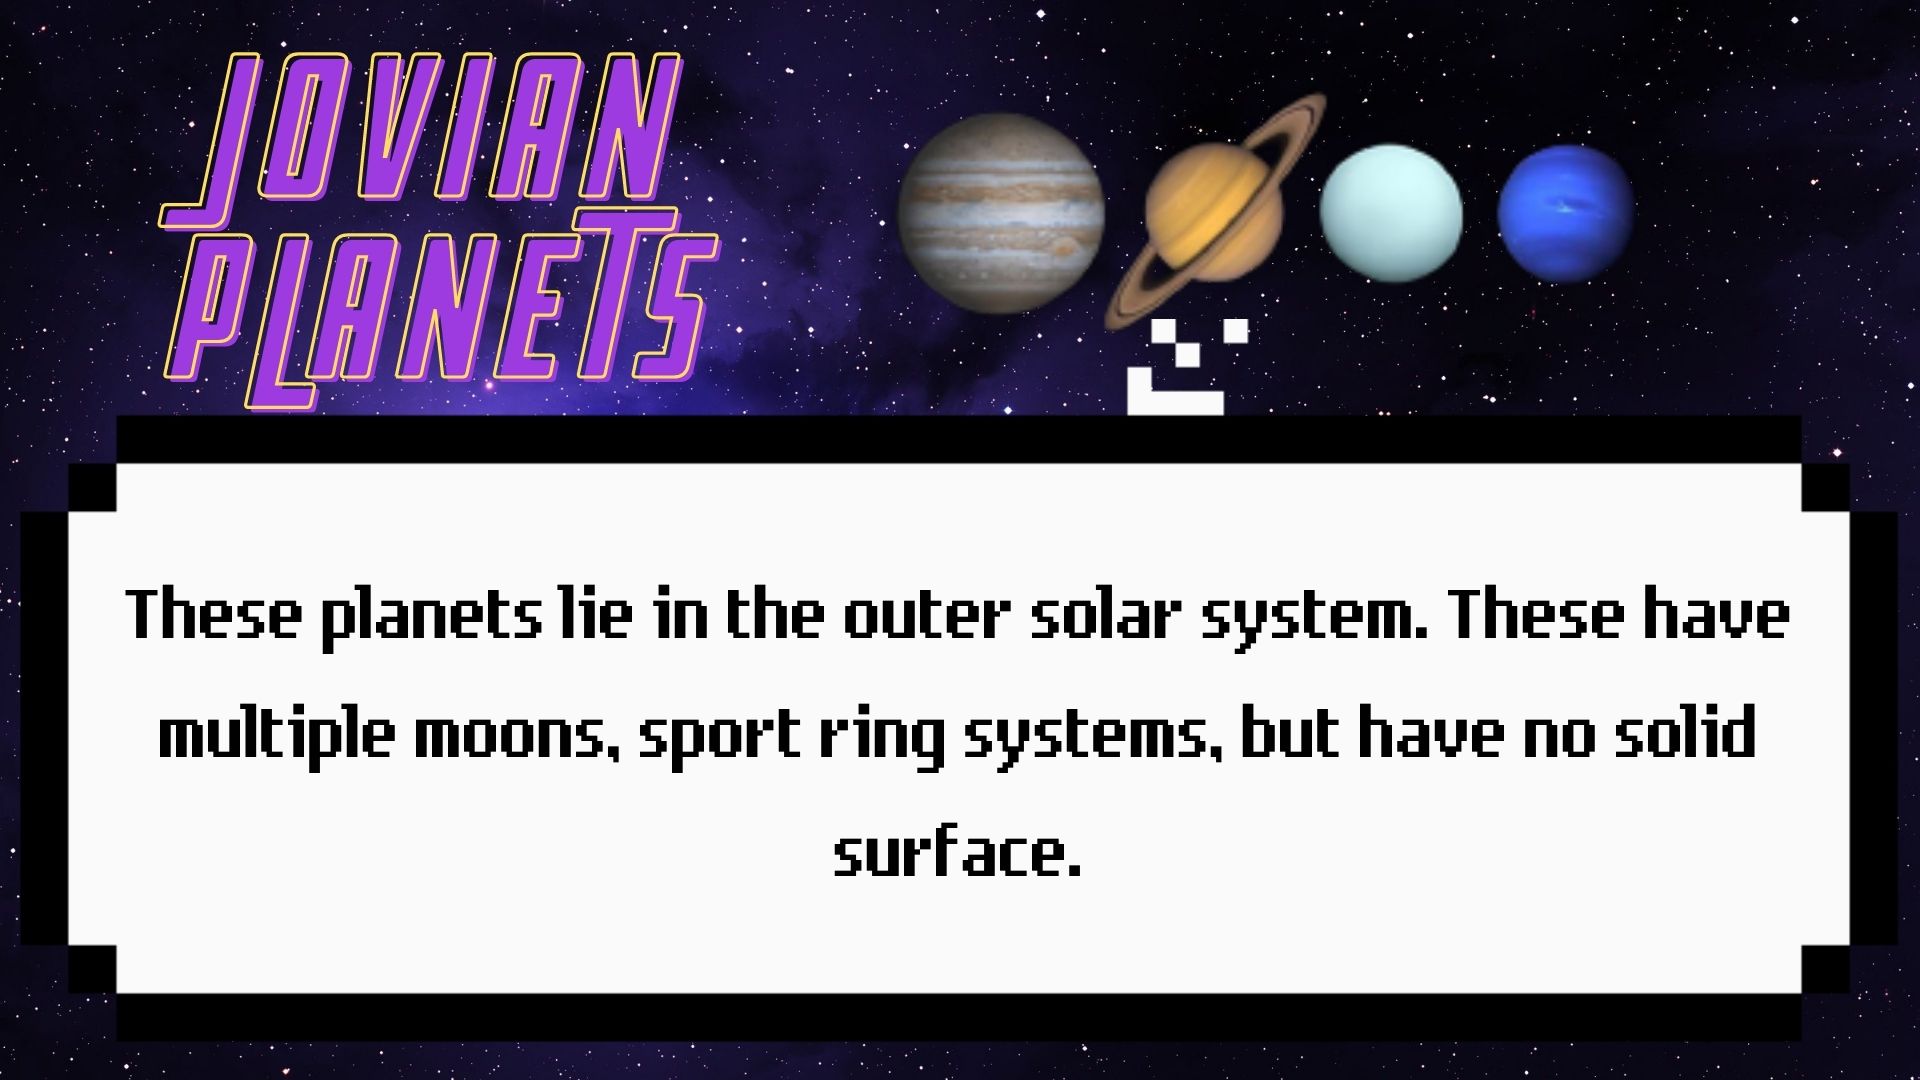 JOVIAN
PLANETS
These planets lie in the outer solar system. These have
multiple moons, sport ring systems, but have no solid
surface.